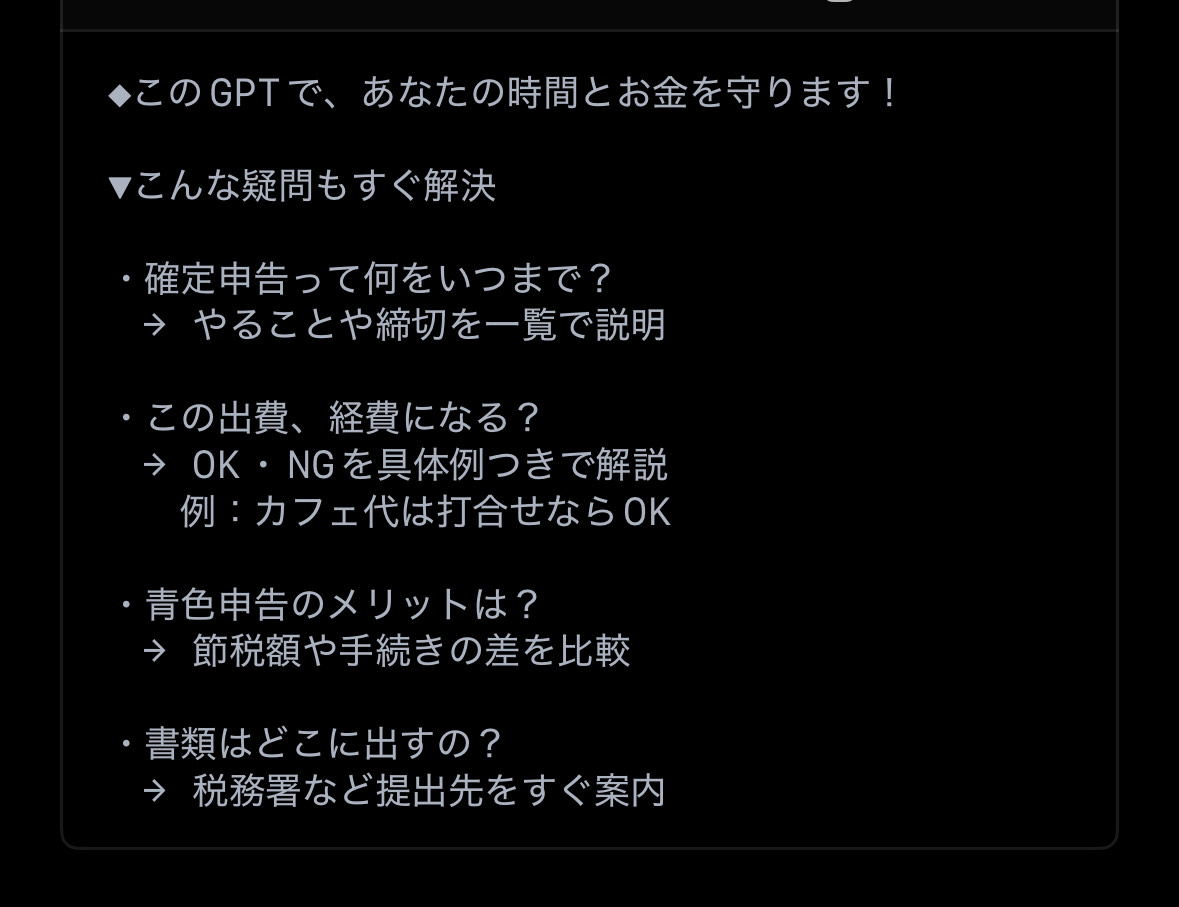 ◆このGPTで、あなたの時間とお金を守ります！
▼こんな疑問もすぐ解決
・確定申告って何をいつまで？
→ やることや締切を一覧で説明
・この出費、経費になる？
→ OK・NGを具体例つきで解説
例：カフェ代は打合せならOK
・青色申告のメリットは？
→ 節税額や手続きの差を比較
・書類はどこに出すの？
→ 税務署など提出先をすぐ案内